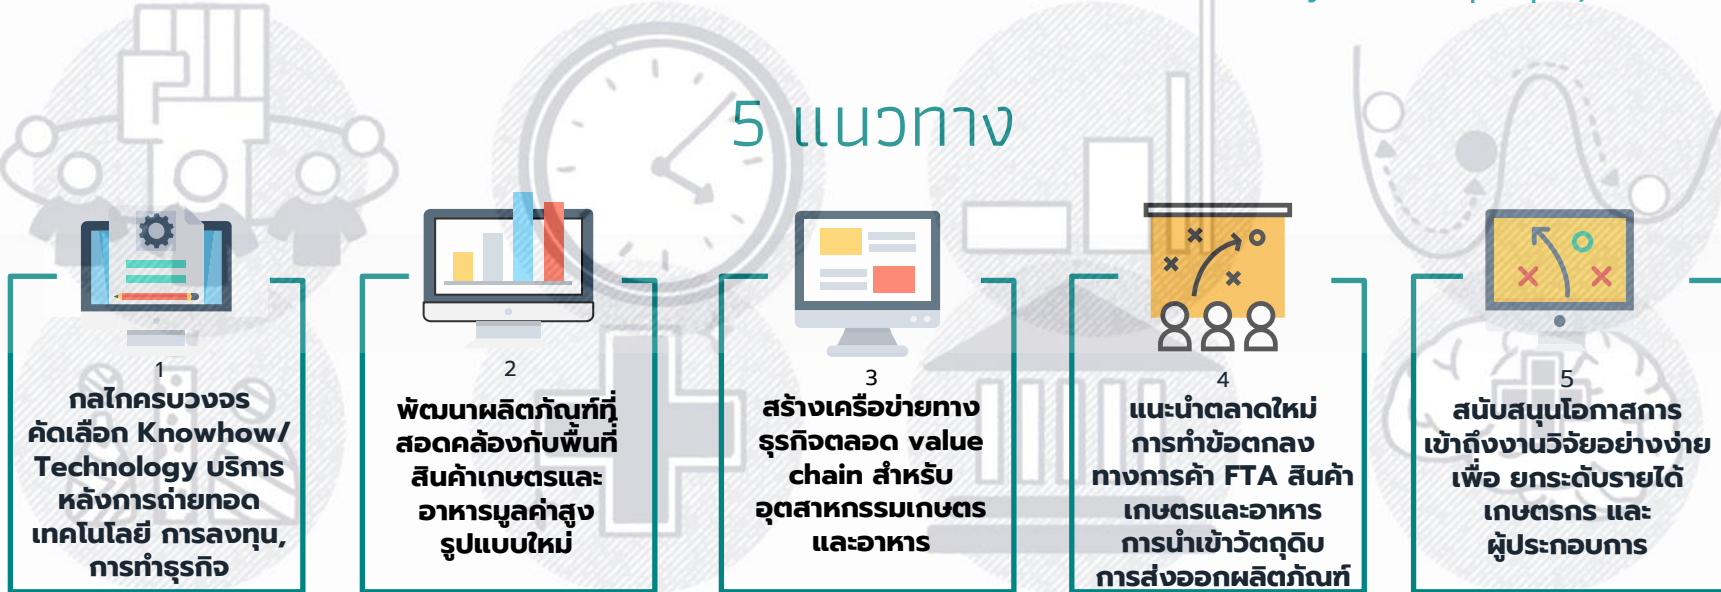 5 แนวทาง
1
กลไกครบวงจร
คัดเลือก Knowhow/
Technology บริการ
หลังการถ่ายทอด
เทคโนโลยี การลงทุน,
การทำธุรกิจ
2
พัฒนาผลิตภัณฑ์ที่
สอดคล้องกับพื้นที่
สินค้าเกษตรและ
อาหารมูลค่าสูง
รูปแบบใหม่
3
สร้างเครือข่ายทาง
ธุรกิจตลอด value
chain สำหรับ
อุตสาหกรรมเกษตร
และอาหาร
4
แนะนำตลาดใหม่
การทำข้อตกลง
ทางการค้า FTA สินค้า
เกษตรและอาหาร
การนำเข้าวัตถุดิบ
การส่งออกผลิตภัณฑ์
5
สนับสนุนโอกาสการ
เข้าถึงงานวิจัยอย่างง่าย
เพื่อ ยกระดับรายได้
เกษตรกร และ
ผู้ประกอบการ